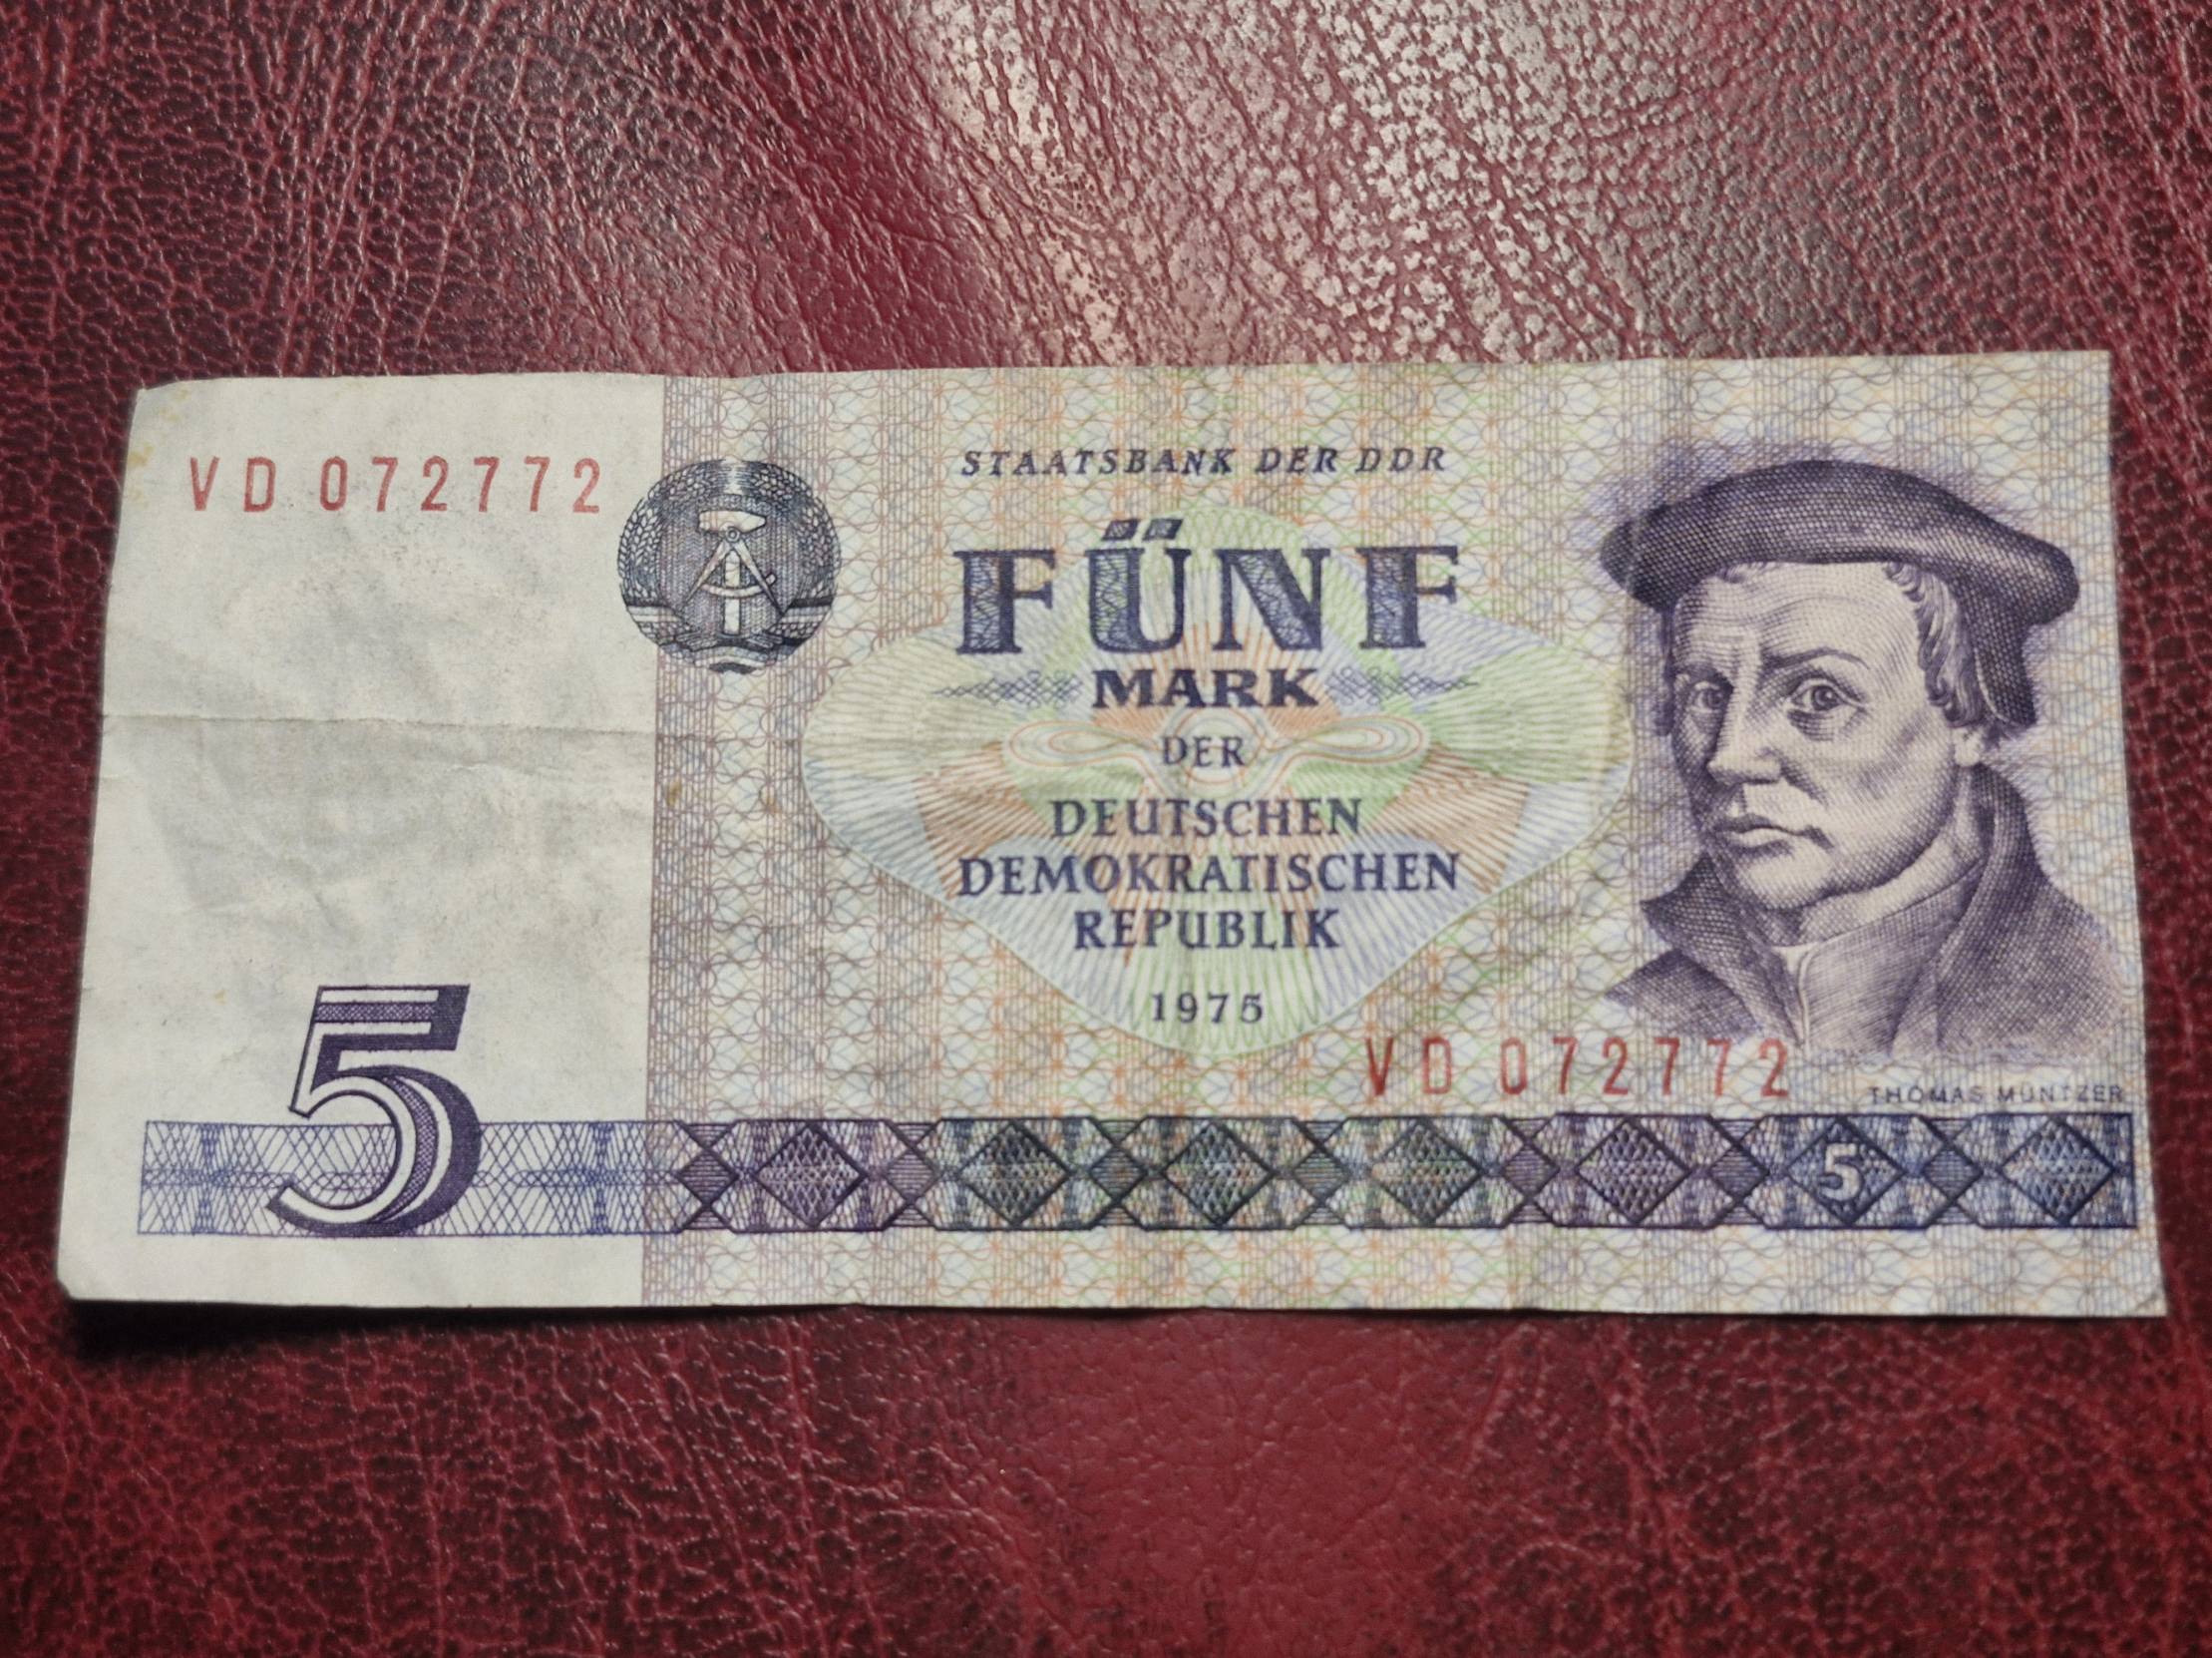 VD 072772
STAATSBANK DER DDR
FÜNF
MARK
DER
DEUTSCHEN
DEMOKRATISCHEN
REPUBLIK
1975
VD 072772
THOMAS MÜNTZER
5
5